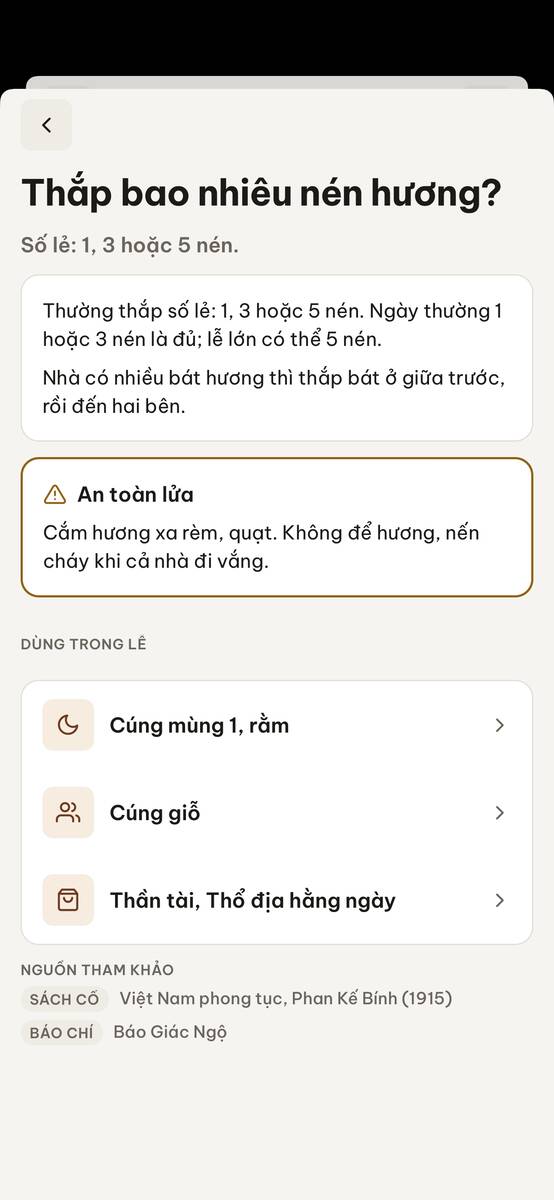 Thắp bao nhiêu nén hương?
Số lẻ: 1, 3 hoặc 5 nén.
Thường thắp số lẻ: 1, 3 hoặc 5 nén. Ngày thường 1
hoặc 3 nén là đủ; lễ lớn có thể 5 nén.
Nhà có nhiều bát hương thì thắp bát ở giữa trước,
rồi đến hai bên.
An toàn lửa
Cắm hương xa rèm, quạt. Không để hương, nến
cháy khi cả nhà đi vắng.
DÙNG TRONG LỄ
Cúng mùng 1, rằm
Cúng giỗ
Thần tài, Thổ địa hằng ngày
NGUỒN THAM KHẢO
SÁCH CỔ Việt Nam phong tục, Phan Kế Bính (1915)
BÁO CHÍ Báo Giác Ngộ